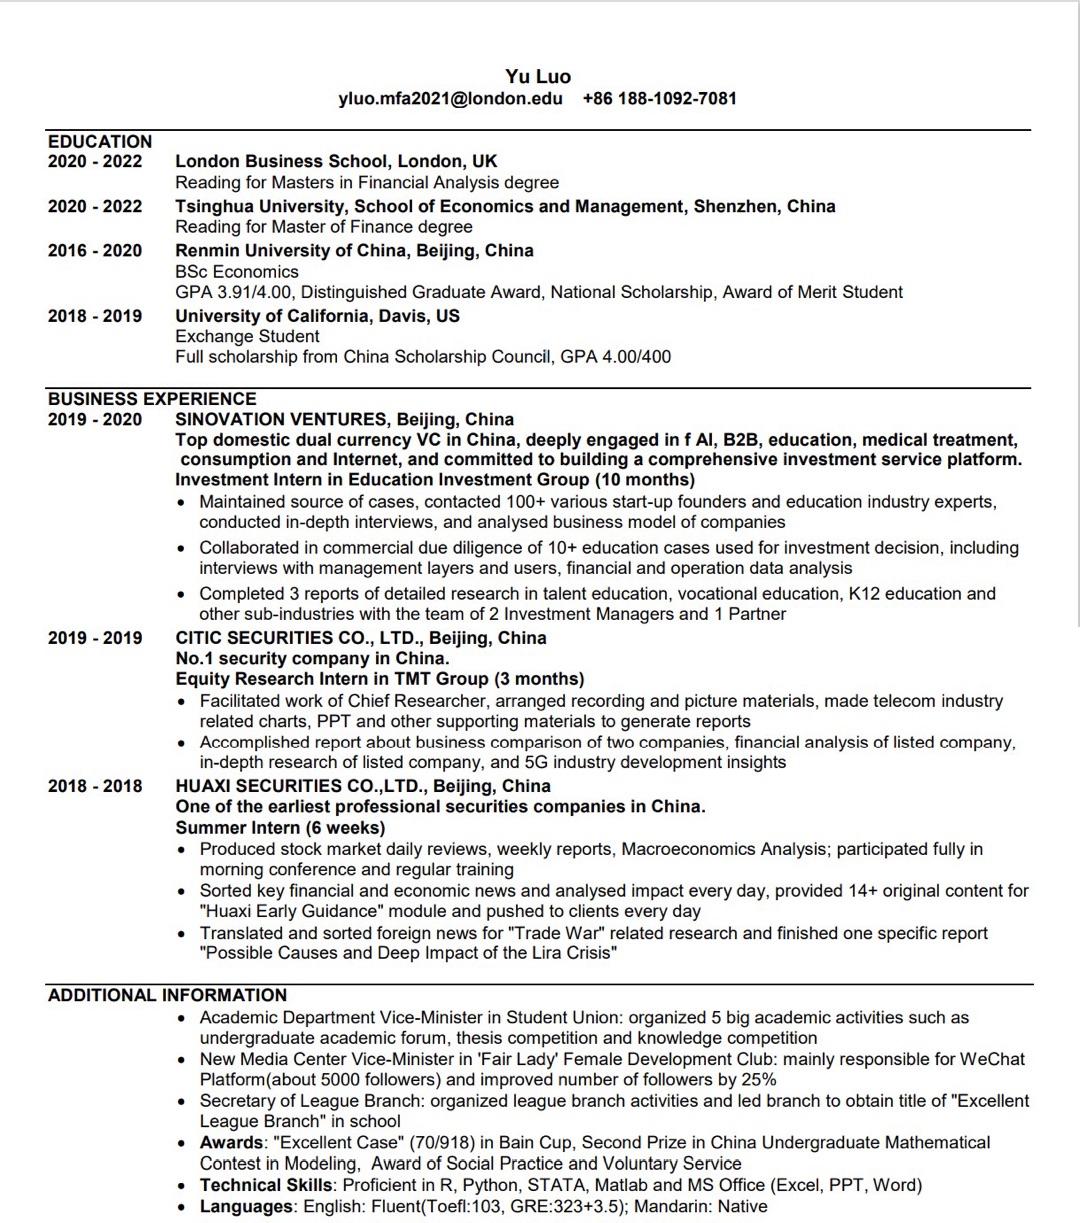 Yu Luo
yluo.mfa2021@london.edu +86 188-1092-7081
EDUCATION
2020 - 2022 London Business School, London, UK
Reading for Masters in Financial Analysis degree
2020 - 2022 Tsinghua University, School of Economics and Management, Shenzhen, China
Reading for Master of Finance degree
2016 - 2020 Renmin University of China, Beijing, China
BSc Economics
GPA 3.91/4.00, Distinguished Graduate Award, National Scholarship, Award of Merit Student
2018 - 2019 University of California, Davis, US
Exchange Student
Full scholarship from China Scholarship Council, GPA 4.00/400
BUSINESS EXPERIENCE
2019 - 2020 SINOVATION VENTURES, Beijing, China
Top domestic dual currency VC in China, deeply engaged in f AI, B2B, education, medical treatment,
consumption and Internet, and committed to building a comprehensive investment service platform.
Investment Intern in Education Investment Group (10 months)
• Maintained source of cases, contacted 100+ various start-up founders and education industry experts,
conducted in-depth interviews, and analysed business model of companies
• Collaborated in commercial due diligence of 10+ education cases used for investment decision, including
interviews with management layers and users, financial and operation data analysis
• Completed 3 reports of detailed research in talent education, vocational education, K12 education and
other sub-industries with the team of 2 Investment Managers and 1 Partner
2019 - 2019 CITIC SECURITIES CO., LTD., Beijing, China
No.1 security company in China.
Equity Research Intern in TMT Group (3 months)
• Facilitated work of Chief Researcher, arranged recording and picture materials, made telecom industry
related charts, PPT and other supporting materials to generate reports
• Accomplished report about business comparison of two companies, financial analysis of listed company,
in-depth research of listed company, and 5G industry development insights
2018 - 2018 HUAXI SECURITIES CO.,LTD., Beijing, China
One of the earliest professional securities companies in China.
Summer Intern (6 weeks)
• Produced stock market daily reviews, weekly reports, Macroeconomics Analysis; participated fully in
morning conference and regular training
• Sorted key financial and economic news and analysed impact every day, provided 14+ original content for
"Huaxi Early Guidance" module and pushed to clients every day
• Translated and sorted foreign news for "Trade War" related research and finished one specific report
"Possible Causes and Deep Impact of the Lira Crisis"
ADDITIONAL INFORMATION
• Academic Department Vice-Minister in Student Union: organized 5 big academic activities such as
undergraduate academic forum, thesis competition and knowledge competition
• New Media Center Vice-Minister in 'Fair Lady' Female Development Club: mainly responsible for WeChat
Platform(about 5000 followers) and improved number of followers by 25%
• Secretary of League Branch: organized league branch activities and led branch to obtain title of "Excellent
League Branch" in school
• Awards: "Excellent Case" (70/918) in Bain Cup, Second Prize in China Undergraduate Mathematical
Contest in Modeling, Award of Social Practice and Voluntary Service
• Technical Skills: Proficient in R, Python, STATA, Matlab and MS Office (Excel, PPT, Word)
• Languages: English: Fluent(Toefl:103, GRE:323+3.5); Mandarin: Native